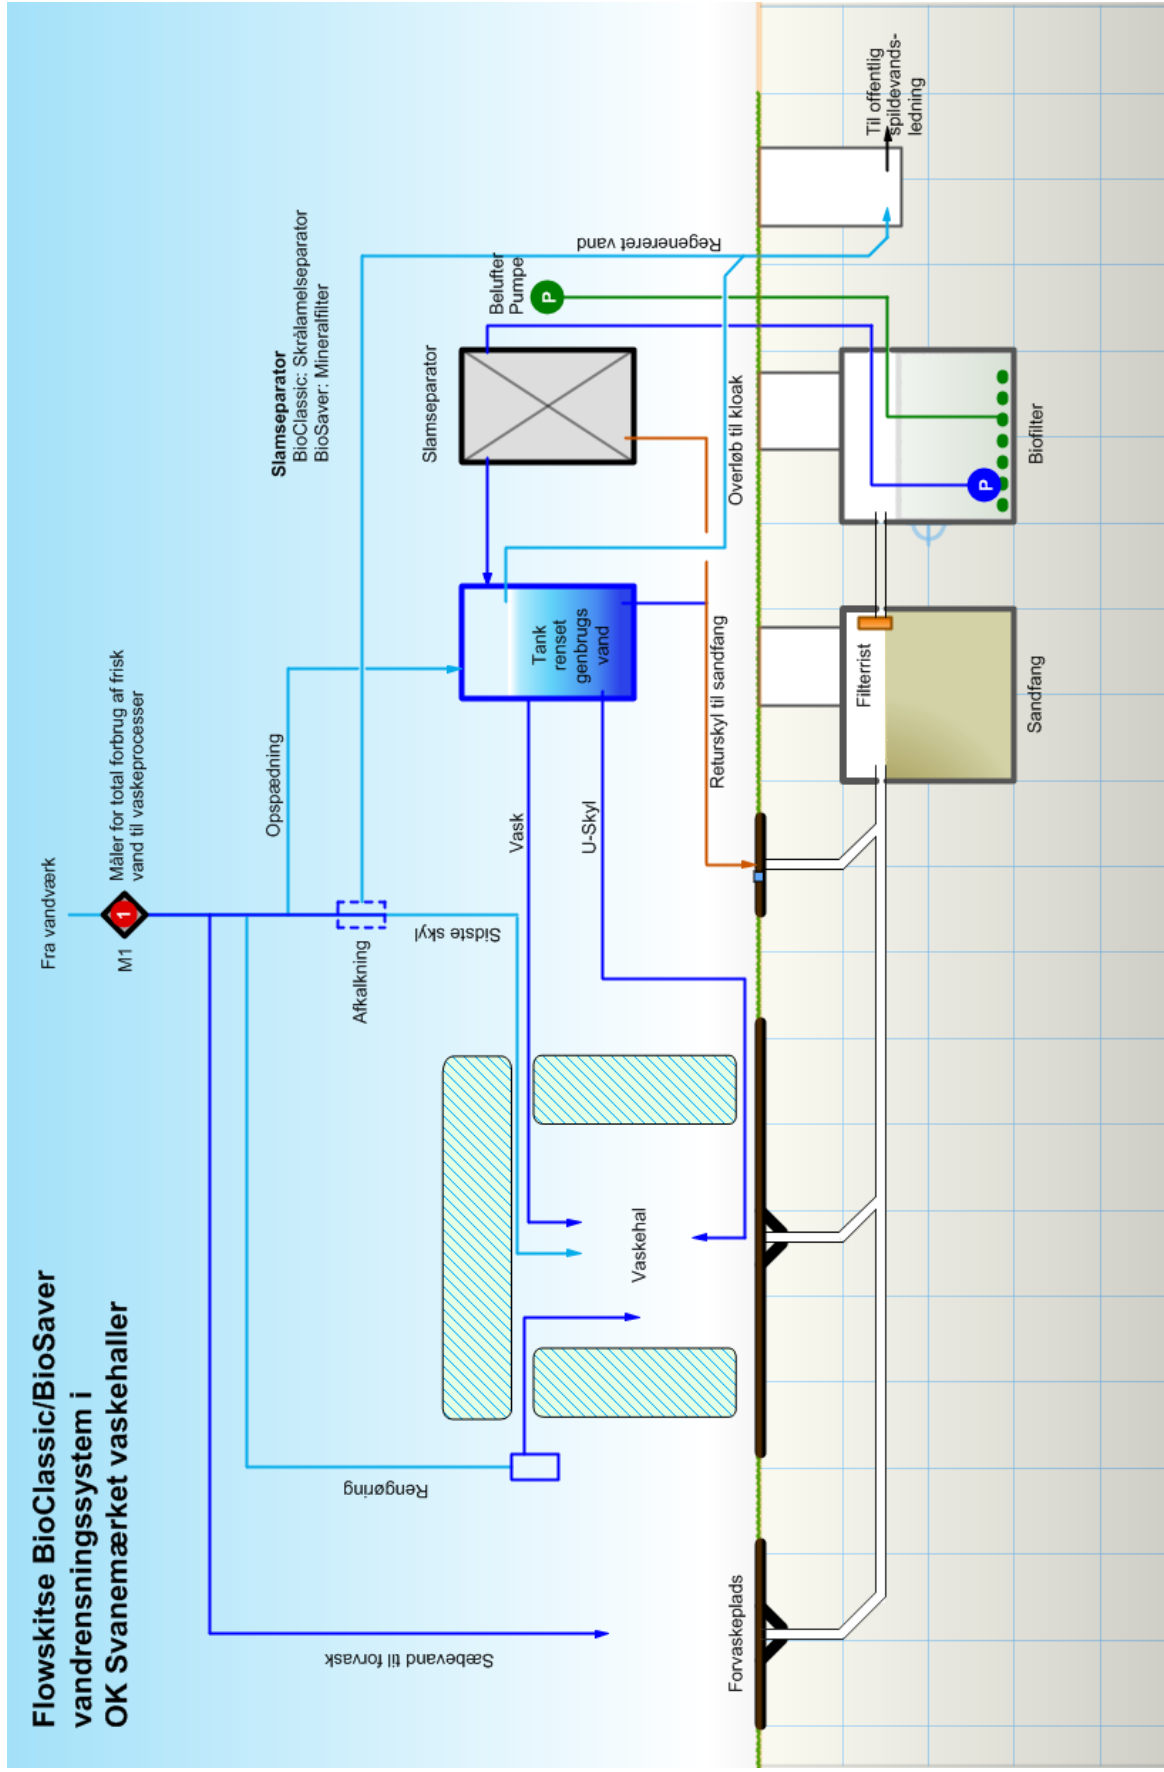 Flowskitse BioClassic/BioSaver
vandrensningssystem i
OK Svanemærket vaskehaller
Fra vandværk
M1
1
Måler for total forbrug af frisk
vand til vaskeprocesser
Slamseparator
BioClassic: Skrålamelseparator
BioSaver: Mineralfilter
Opspædning
Afkalkning
Sidste skyl
Rengøring
Sæbevand til forvask
Vask
U-Skyl
Vaskehal
Tank
renset
genbrugs
vand
Slamseparator
Belufter
Pumpe
P
Regenereret vand
Returskyl til sandfang
Overløb til kloak
Forvaskeplads
Filterrist
Sandfang
P
Biofilter
Til offentlig
spildevands-
ledning